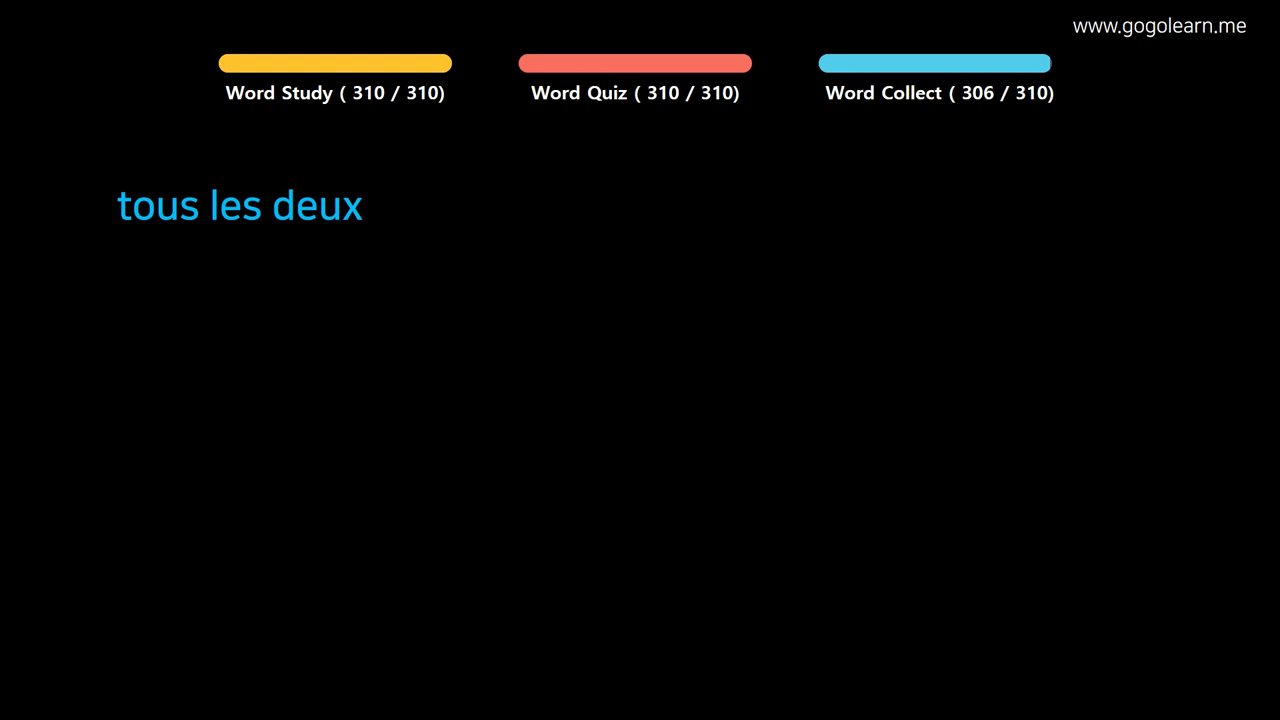 www.gogolearn.me
Word Study ( 310 / 310)
Word Quiz ( 310 / 310)
Word Collect ( 306 / 310)
tous les deux